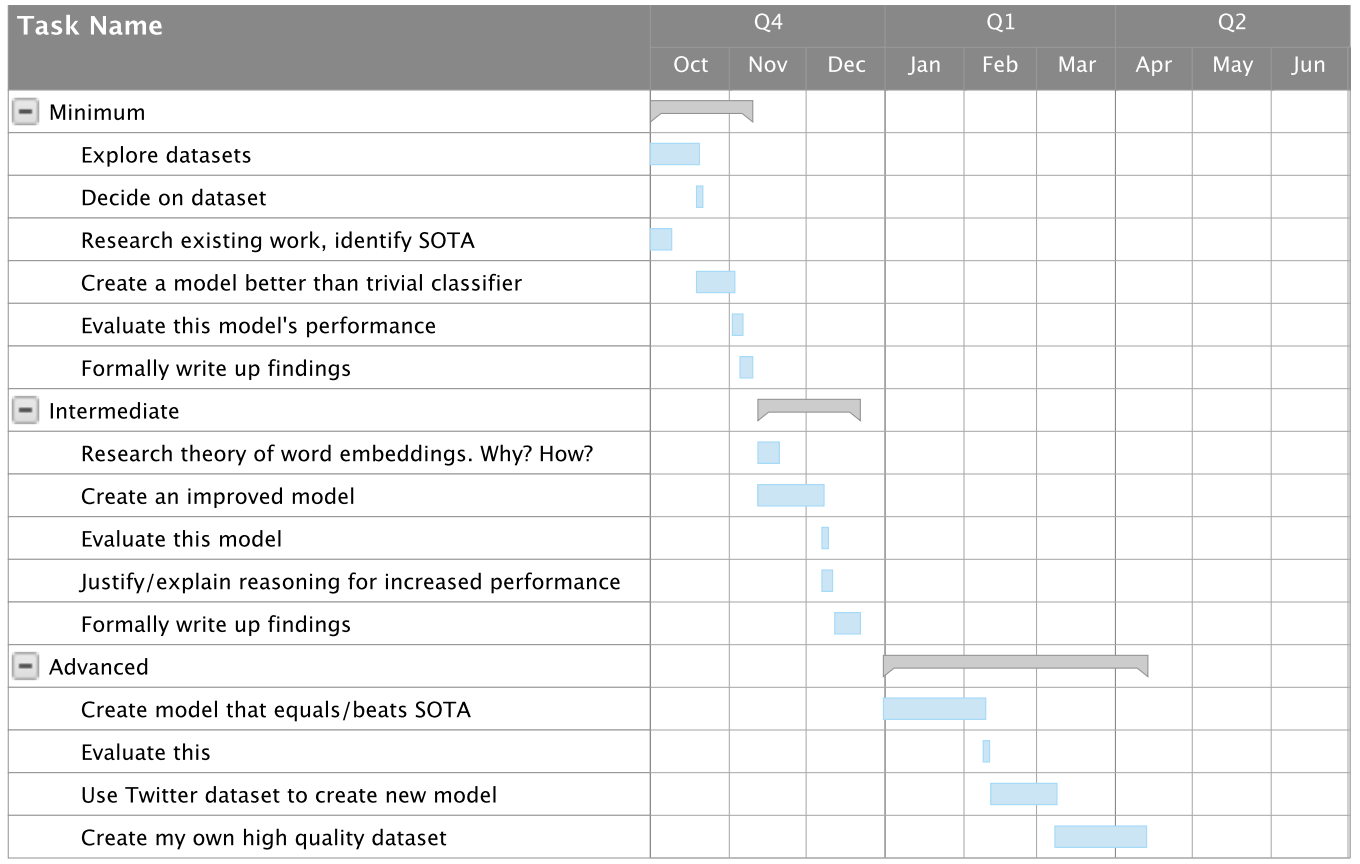 Task Name
Q4 Q1 Q2
Oct Nov Dec Jan Feb Mar Apr May Jun
Minimum
Explore datasets
Decide on dataset
Research existing work, identify SOTA
Create a model better than trivial classifier
Evaluate this model's performance
Formally write up findings
Intermediate
Research theory of word embeddings. Why? How?
Create an improved model
Evaluate this model
Justify/explain reasoning for increased performance
Formally write up findings
Advanced
Create model that equals/beats SOTA
Evaluate this
Use Twitter dataset to create new model
Create my own high quality dataset